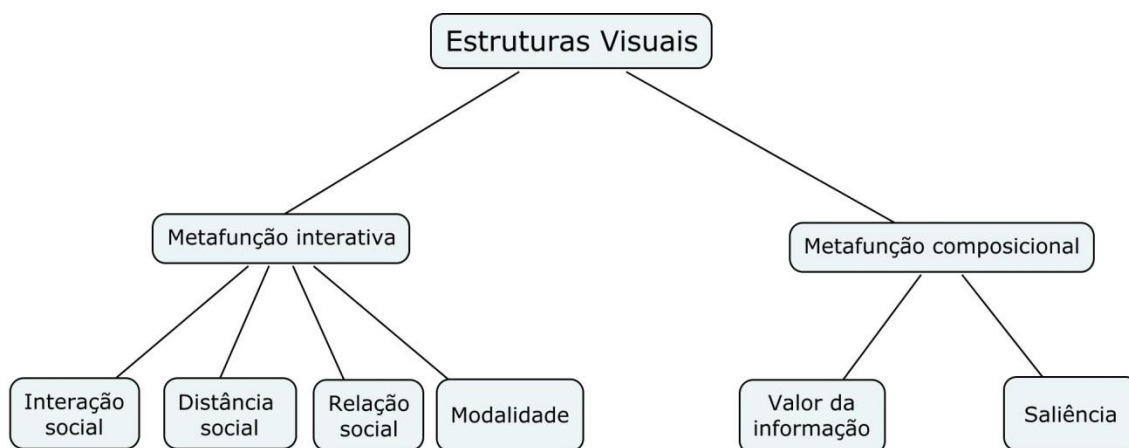 Estruturas Visuais
Metafunção interativa
Metafunção composicional
Interação
social
Distância
social
Relação
social
Modalidade
Valor da
informação
Saliência